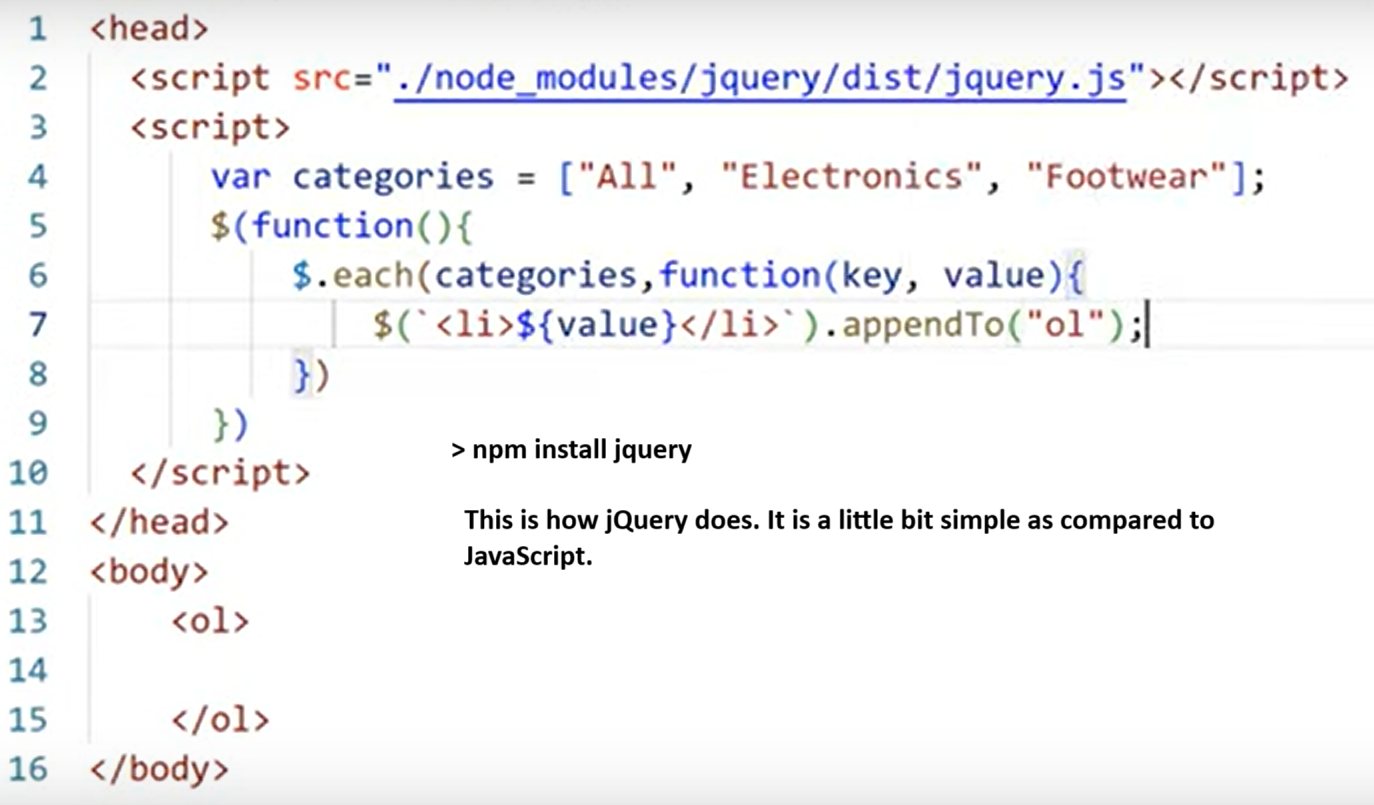 1 <head>
2 <script src="./node_modules/jquery/dist/jquery.js"></script>
3 <script>
4 var categories = ["All", "Electronics", "Footwear"];
5 $(function(){
6 $.each(categories,function(key, value){
7 $(`<li>${value}</li>`).appendTo("ol");
8 })
9 })
10 </script>
11 </head>
12 <body>
13 <ol>
14
15 </ol>
16 </body>
> npm install jquery
This is how jQuery does. It is a little bit simple as compared to
JavaScript.